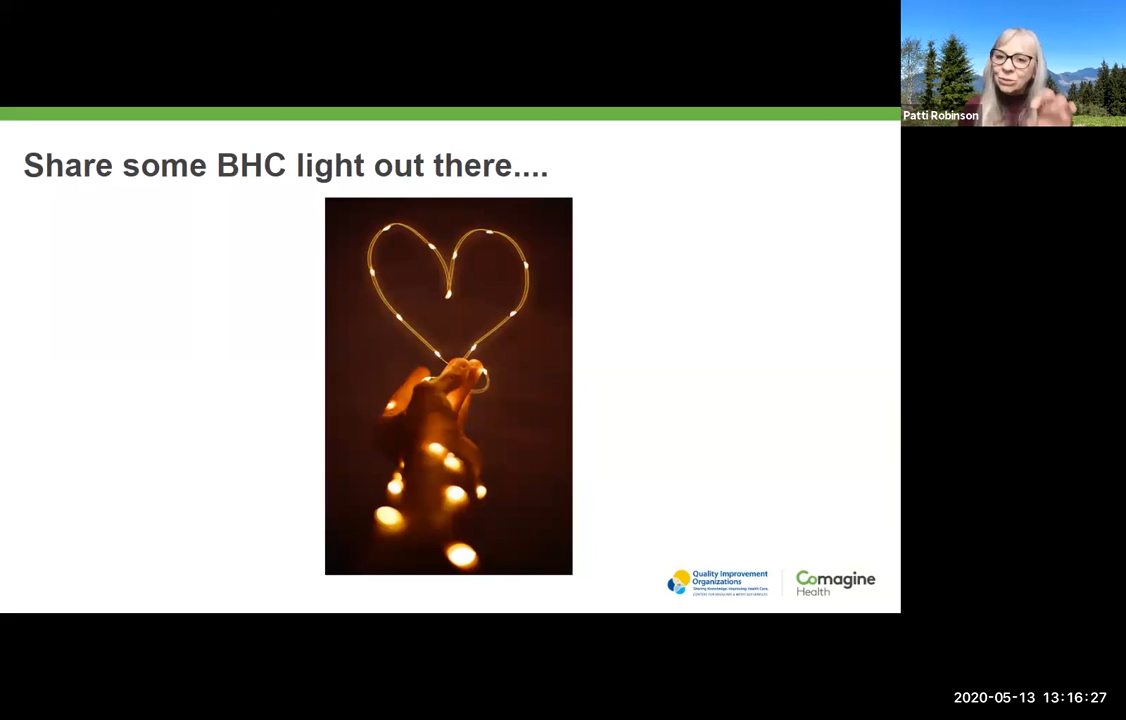 Patti Robinson
Share some BHC light out there....
Quality Improvement
Organizations
Sharing Knowledge. Improving Health Care.
CENTERS FOR MEDICARE & MEDICAID SERVICES
Comagine
Health
2020-05-13 13:16:27